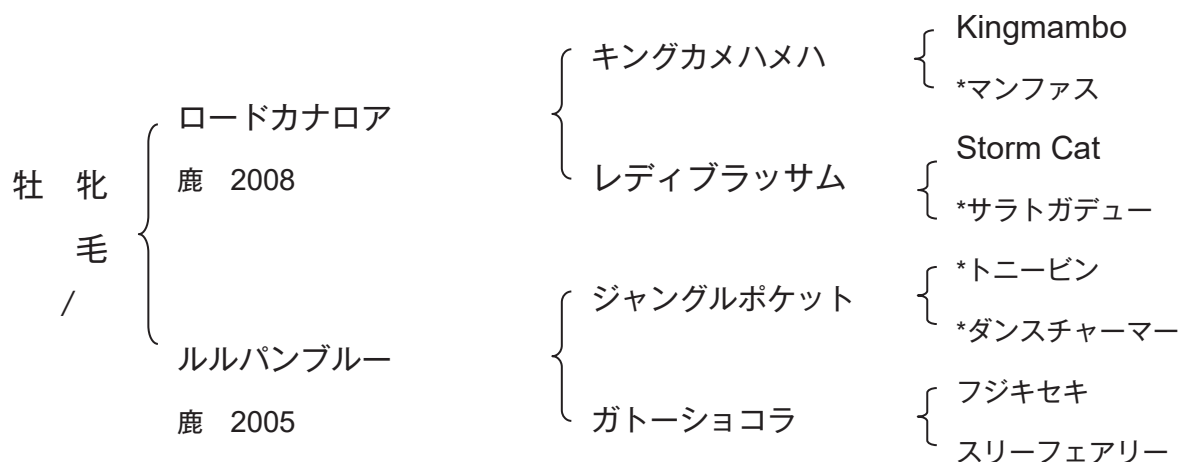 牡 牝
毛
/
ロードカナロア
鹿 2008
ルルパンブルー
鹿 2005
キングカメハメハ
レディブラッサム
ジャングルポケット
ガトーショコラ
Kingmambo
*マンファス
Storm Cat
*サラトガデュー
*トニービン
*ダンスチャーマー
フジキセキ
スリーフェアリー